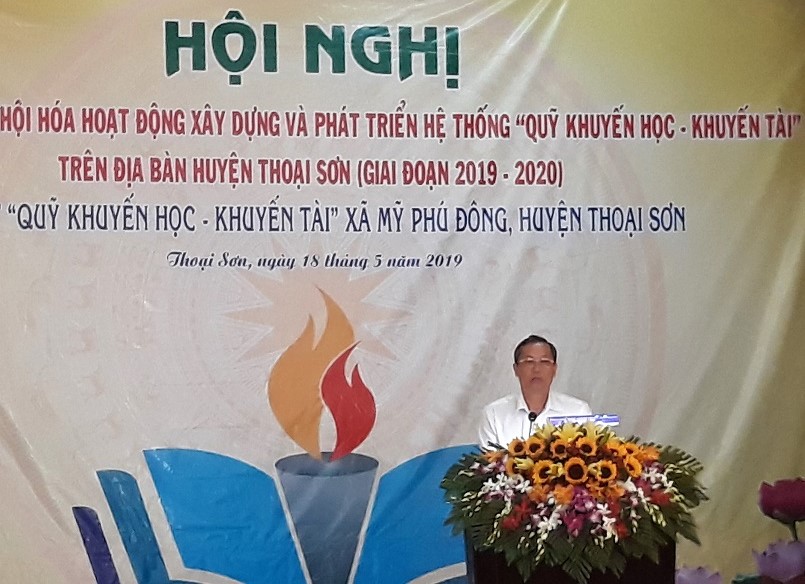 HỘI NGHỊ
HỘI HÓA HOẠT ĐỘNG XÂY DỰNG VÀ PHÁT TRIỂN HỆ THỐNG “QUỸ KHUYẾN HỌC - KHUYẾN TÀI”
TRÊN ĐỊA BÀN HUYỆN THOẠI SƠN (GIAI ĐOẠN 2019 - 2020)
“QUỸ KHUYẾN HỌC - KHUYẾN TÀI” XÃ MỸ PHÚ ĐÔNG, HUYỆN THOẠI SƠN
Thoại Sơn, ngày 18 tháng 5 năm 2019